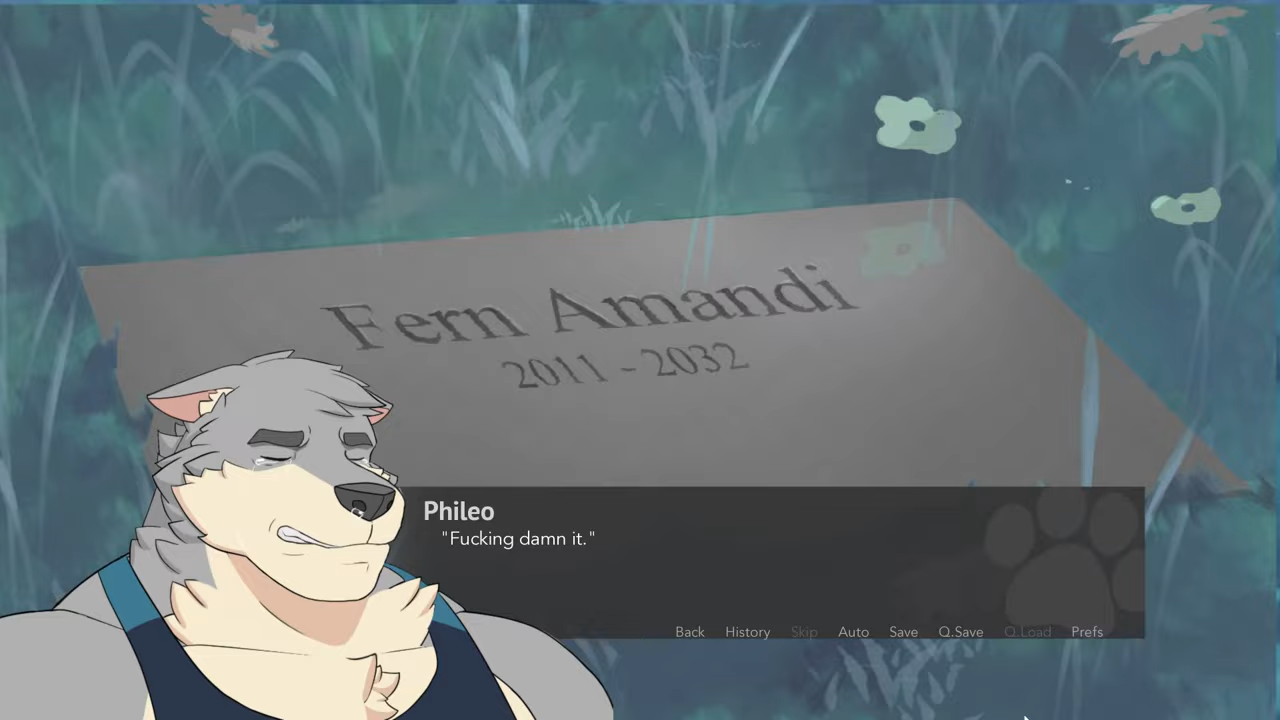 Fern Amandi
2011 - 2032
Phileo
"Fucking damn it."
Back History Skip Auto Save Q.Save Q.Load Prefs